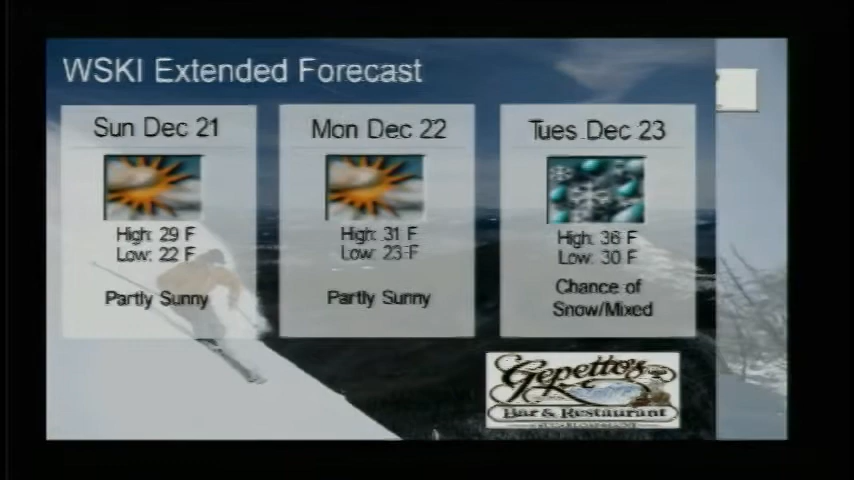 WSKI Extended Forecast
Sun Dec 21
High: 29 F
Low: 22 F
Partly Sunny
Mon Dec 22
High: 31 F
Low: 23 F
Partly Sunny
Tues Dec 23
High: 36 F
Low: 30 F
Chance of
Snow/Mixed
Gepetto's
Bar & Restaurant